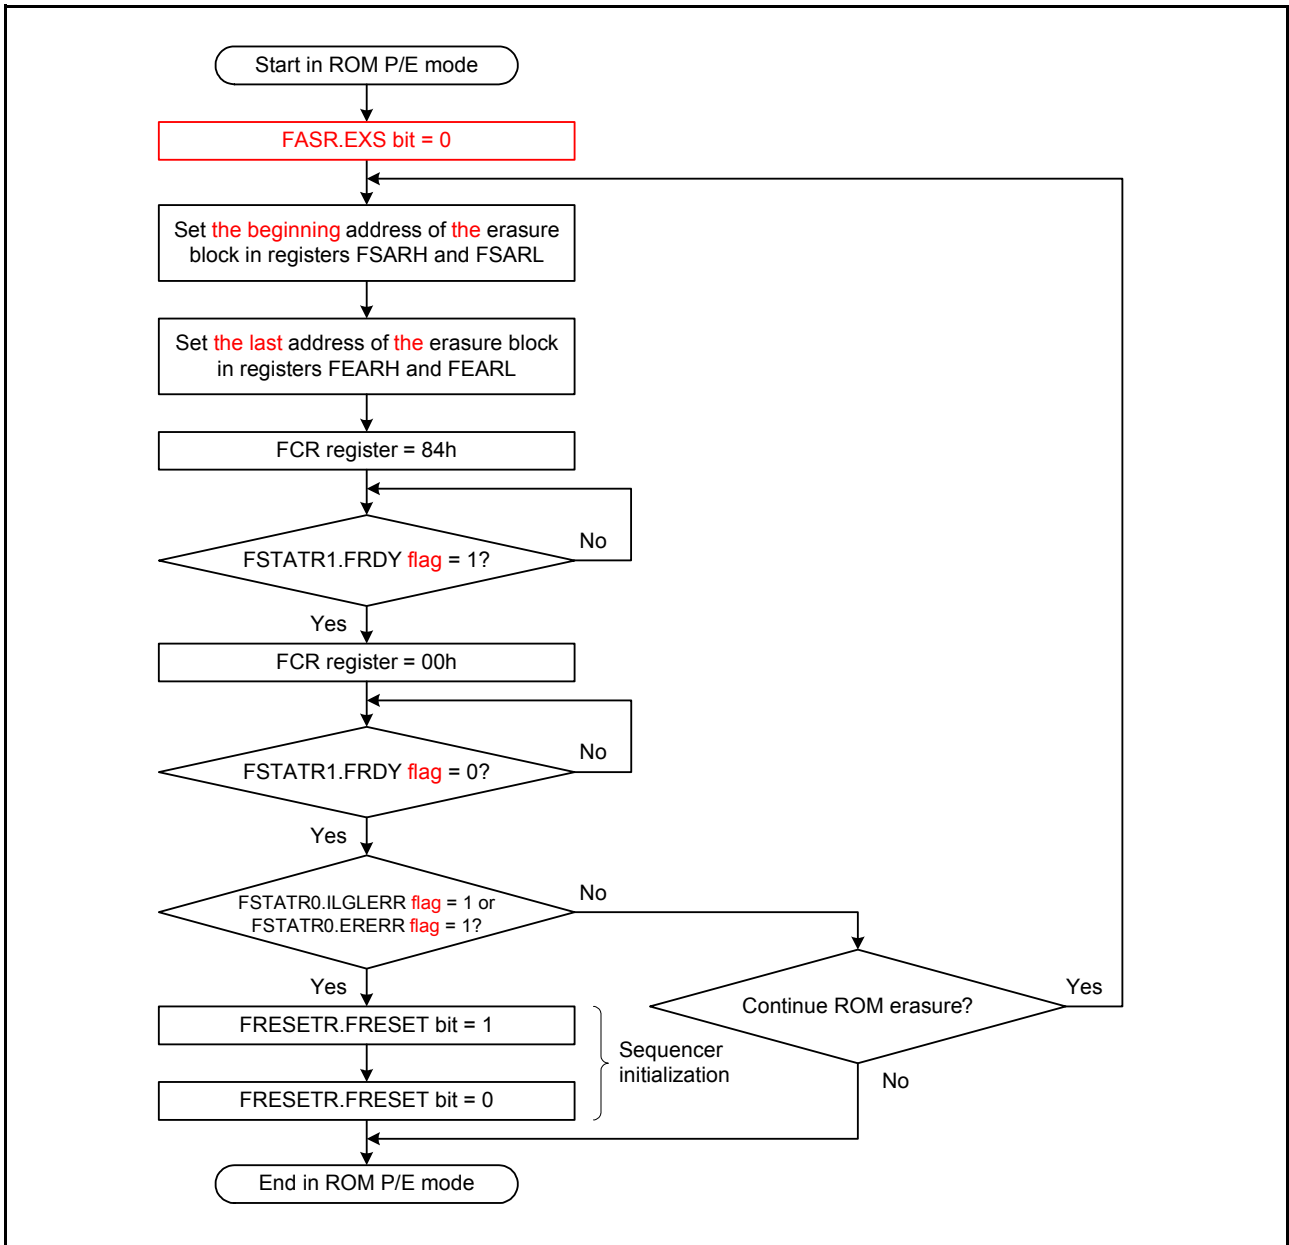 Start in ROM P/E mode
FASR.EXS bit = 0
Set the beginning address of the erasure
block in registers FSARH and FSARL
Set the last address of the erasure block
in registers FEARH and FEARL
FCR register = 84h
FSTATR1.FRDY flag = 1?
No
Yes
FCR register = 00h
FSTATR1.FRDY flag = 0?
No
Yes
FSTATR0.ILGLERR flag = 1 or
FSTATR0.ERERR flag = 1?
No
Yes
Continue ROM erasure?
Yes
No
FRESETR.FRESET bit = 1
FRESETR.FRESET bit = 0
Sequencer
initialization
End in ROM P/E mode